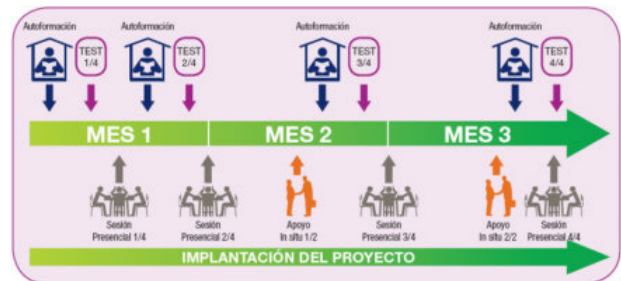 Autoformación
Autoformación
Autoformación
Autoformación
TEST
1/4
TEST
2/4
TEST
3/4
TEST
4/4
MES 1
MES 2
MES 3
Sesión
Presencial 1/4
Sesión
Presencial 2/4
Apoyo
In situ 1/2
Sesión
Presencial 3/4
Apoyo
In situ 2/2
Sesión
Presencial 4/4
IMPLANTACIÓN DEL PROYECTO